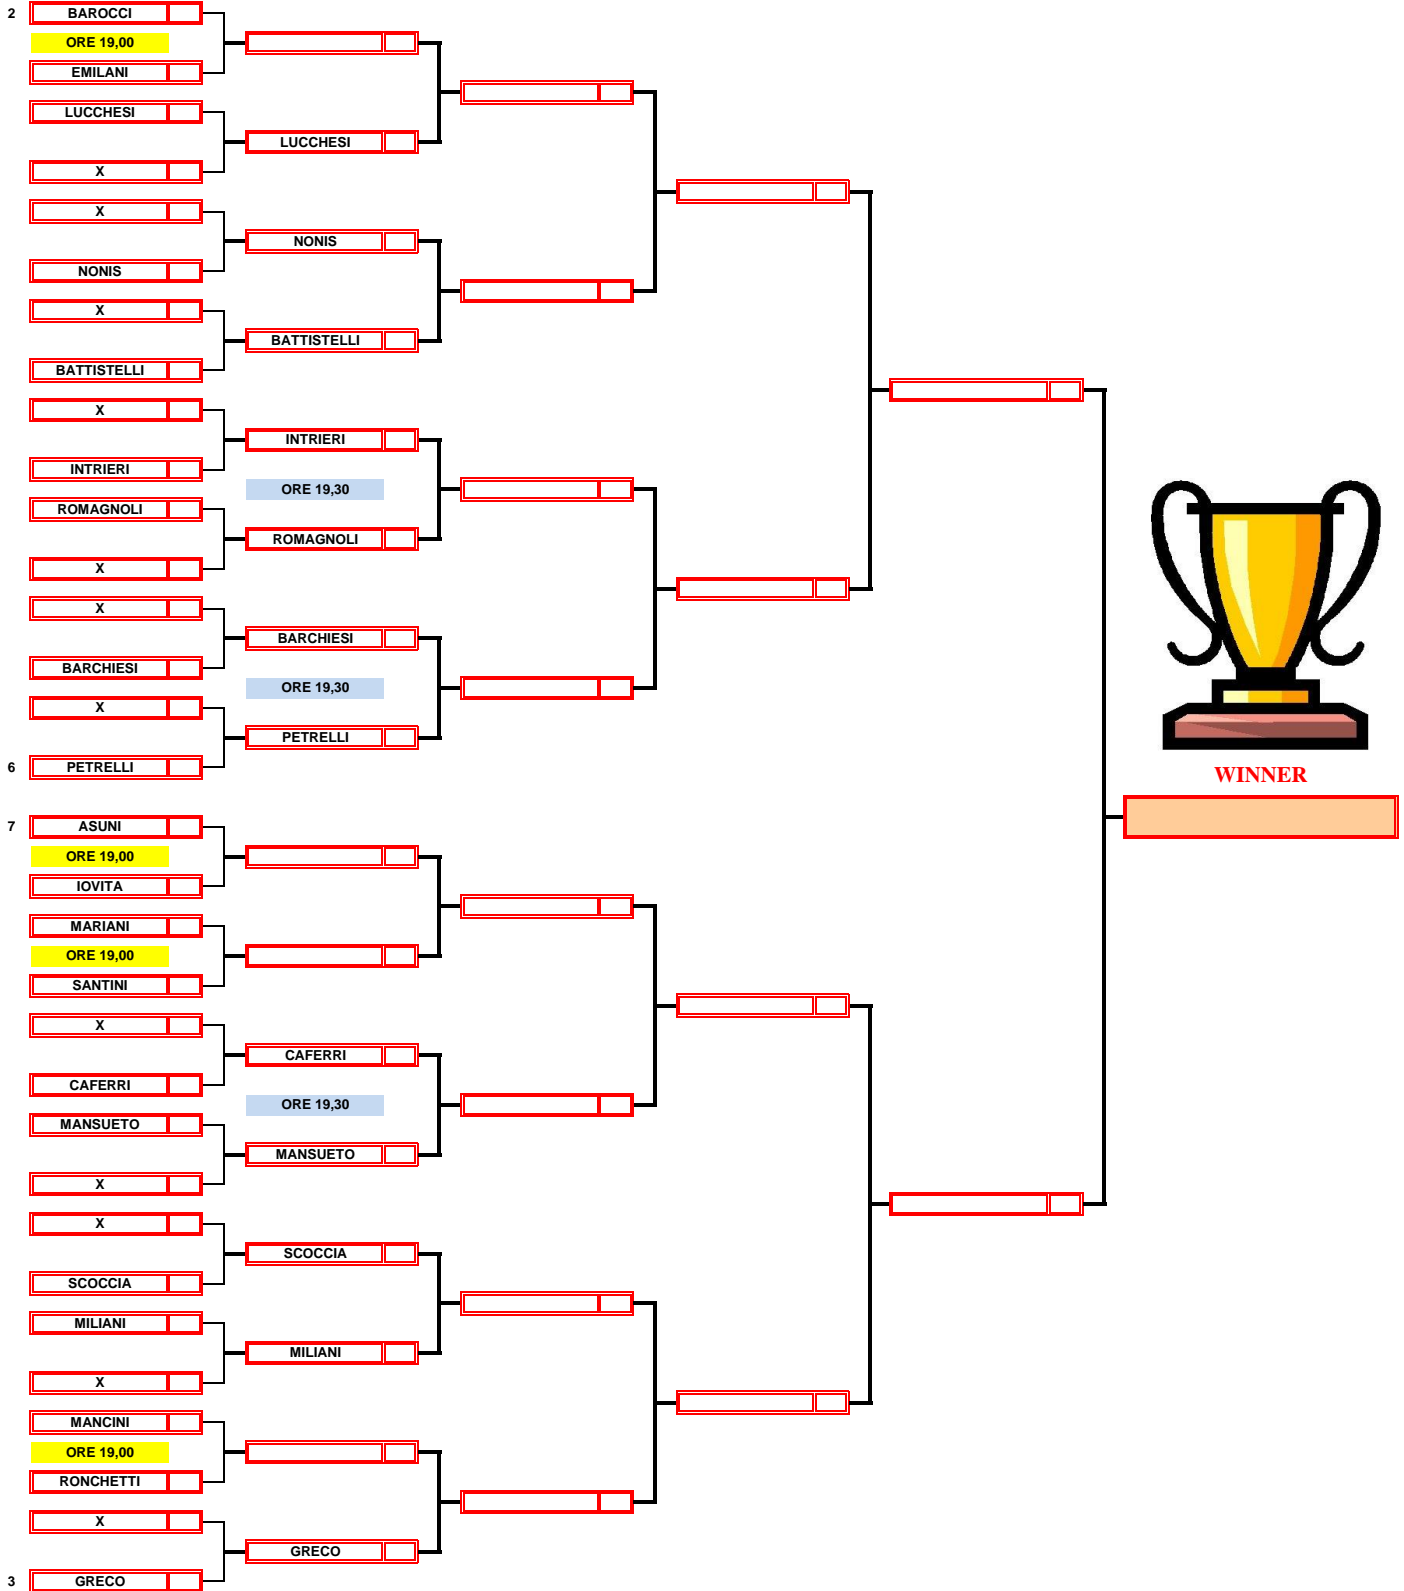 2 BAROCCI
ORE 19,00
EMILANI
LUCCHESI
LUCCHESI
X
X
NONIS
NONIS
X
BATTISTELLI
BATTISTELLI
X
INTRIERI
INTRIERI
ORE 19,30
ROMAGNOLI
ROMAGNOLI
X
X
BARCHIESI
BARCHIESI
ORE 19,30
X
PETRELLI
6 PETRELLI
WINNER
7 ASUNI
ORE 19,00
IOVITA
MARIANI
ORE 19,00
SANTINI
X
CAFERRI
CAFERRI
ORE 19,30
MANSUETO
MANSUETO
X
X
SCOCCIA
SCOCCIA
MILIANI
MILIANI
X
MANCINI
ORE 19,00
RONCHETTI
X
GRECO
3 GRECO